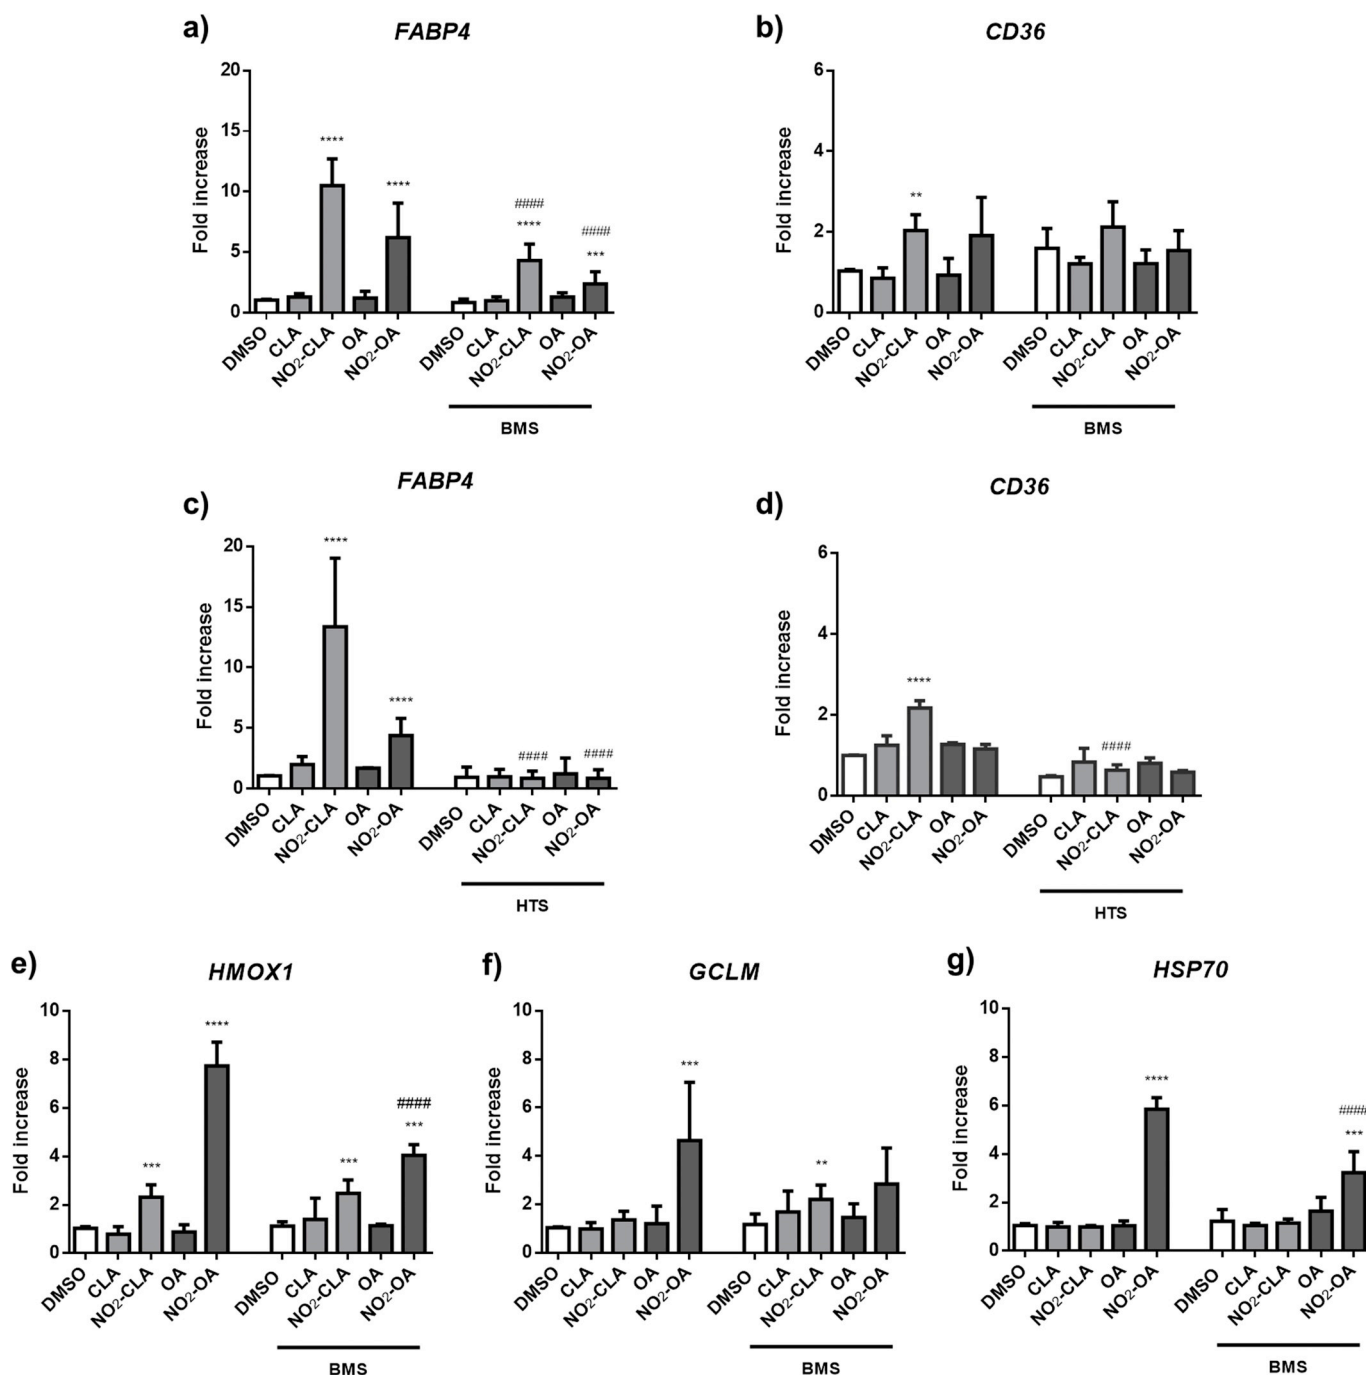 a) FABP4
20
15
10
5
0
Fold increase
****
****
####
****
####
***
DMSO CLA NO₂-CLA OA NO₂-OA DMSO CLA NO₂-CLA OA NO₂-OA
BMS
b) CD36
6
4
2
0
Fold increase
**
DMSO CLA NO₂-CLA OA NO₂-OA DMSO CLA NO₂-CLA OA NO₂-OA
BMS
c) FABP4
20
15
10
5
0
Fold increase
****
****
####
####
DMSO CLA NO₂-CLA OA NO₂-OA DMSO CLA NO₂-CLA OA NO₂-OA
HTS
d) CD36
6
4
2
0
Fold increase
****
####
DMSO CLA NO₂-CLA OA NO₂-OA DMSO CLA NO₂-CLA OA NO₂-OA
HTS
e) HMOX1
10
8
6
4
2
0
Fold increase
***
****
***
####
***
DMSO CLA NO₂-CLA OA NO₂-OA DMSO CLA NO₂-CLA OA NO₂-OA
BMS
f) GCLM
10
8
6
4
2
0
Fold increase
***
**
DMSO CLA NO₂-CLA OA NO₂-OA DMSO CLA NO₂-CLA OA NO₂-OA
BMS
g) HSP70
10
8
6
4
2
0
Fold increase
****
####
***
DMSO CLA NO₂-CLA OA NO₂-OA DMSO CLA NO₂-CLA OA NO₂-OA
BMS